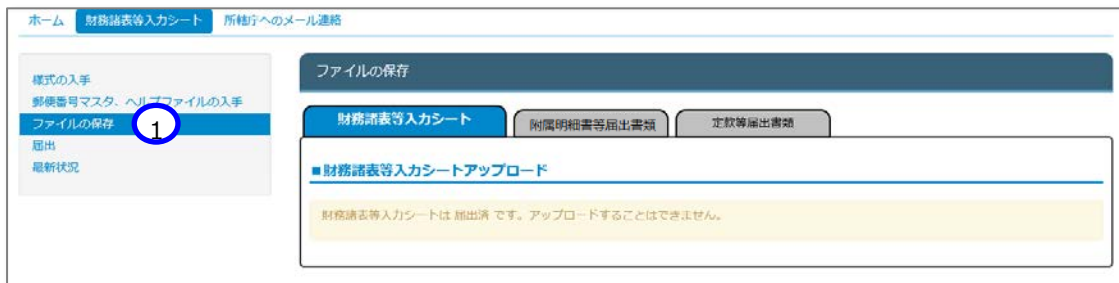 ホーム 財務諸表等入力シート 所轄庁へのメール連絡
様式の入手
郵便番号マスタ、ヘルプファイルの入手
ファイルの保存 1
届出
最新状況
ファイルの保存
財務諸表等入力シート 附属明細書等届出書類 定款等届出書類
■財務諸表等入力シートアップロード
財務諸表等入力シートは 届出済 です。アップロードすることはできません。